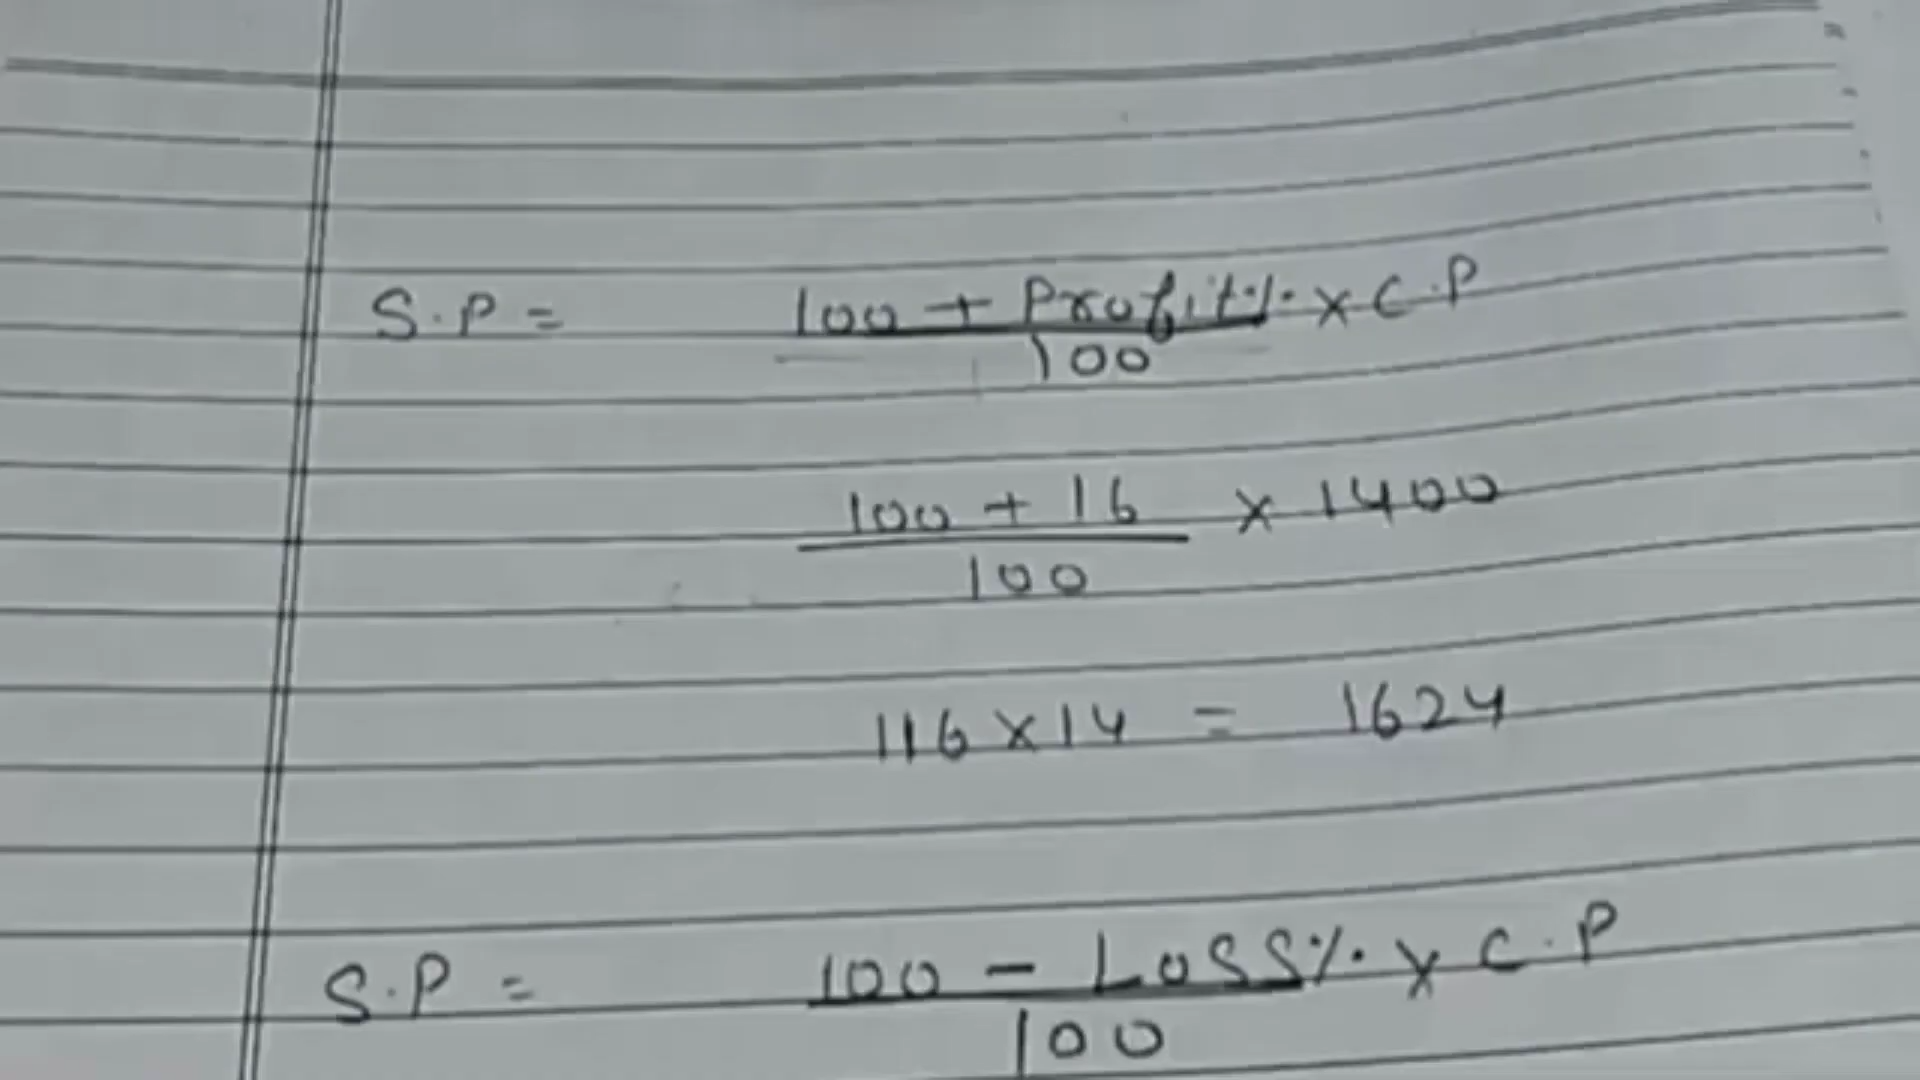 S.P = 100 + Profit% × C.P
100
100 + 16 × 1400
100
116 × 14 = 1624
S.P = 100 - Loss% × C.P
100